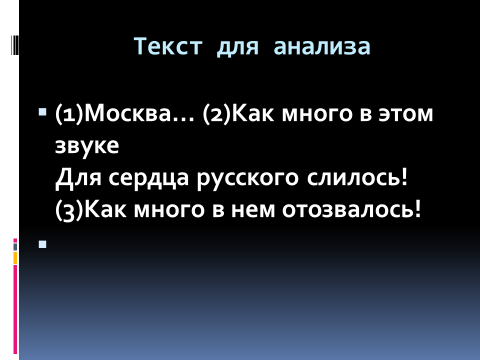 Текст для анализа
(1)Москва... (2)Как много в этом
звуке
Для сердца русского слилось!
(3)Как много в нем отозвалось!